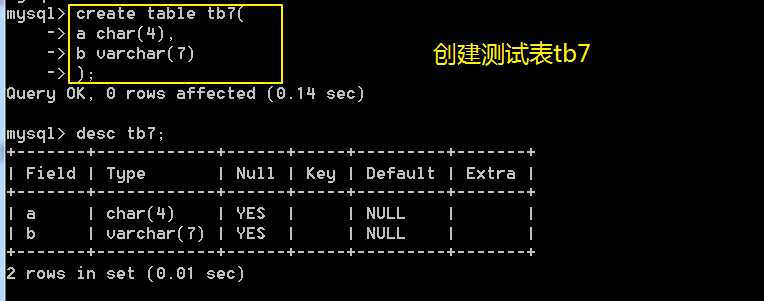 mysql> create table tb7(
    -> a char(4),
    -> b varchar(7)
    -> );
创建测试表tb7
Query OK, 0 rows affected (0.14 sec)
mysql> desc tb7;
+-------+------------+------+-----+---------+-------+
| Field | Type       | Null | Key | Default | Extra |
+-------+------------+------+-----+---------+-------+
| a     | char(4)    | YES  |     | NULL    |       |
| b     | varchar(7) | YES  |     | NULL    |       |
+-------+------------+------+-----+---------+-------+
2 rows in set (0.01 sec)